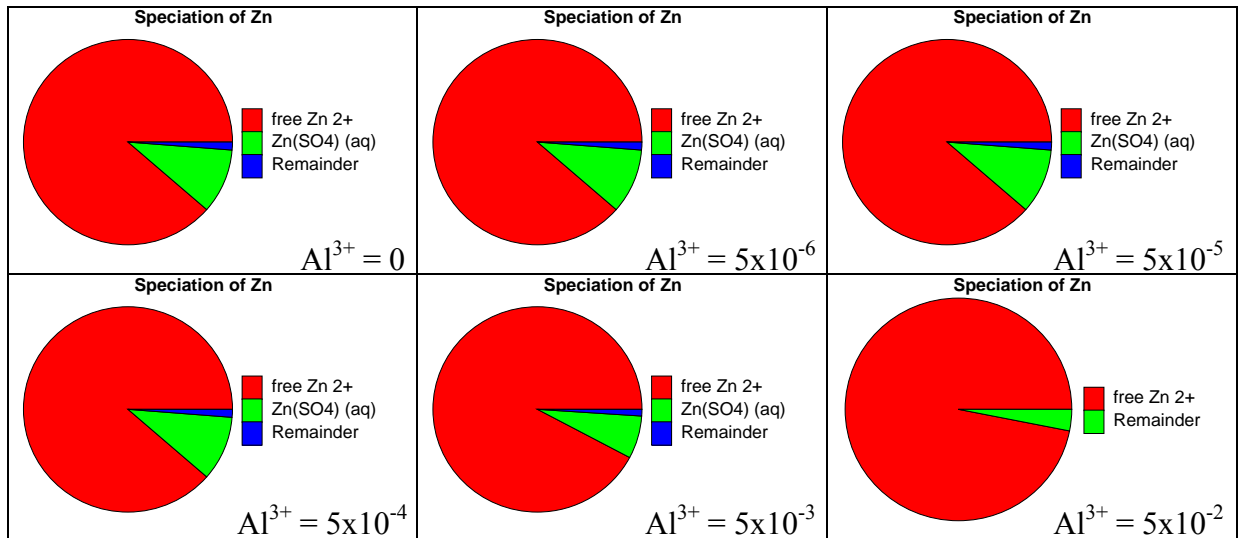 Speciation of Zn
free Zn 2+
Zn(SO4) (aq)
Remainder
Al³⁺ = 0
Speciation of Zn
free Zn 2+
Zn(SO4) (aq)
Remainder
Al³⁺ = 5x10⁻⁶
Speciation of Zn
free Zn 2+
Zn(SO4) (aq)
Remainder
Al³⁺ = 5x10⁻⁵
Speciation of Zn
free Zn 2+
Zn(SO4) (aq)
Remainder
Al³⁺ = 5x10⁻⁴
Speciation of Zn
free Zn 2+
Zn(SO4) (aq)
Remainder
Al³⁺ = 5x10⁻³
Speciation of Zn
free Zn 2+
Remainder
Al³⁺ = 5x10⁻²